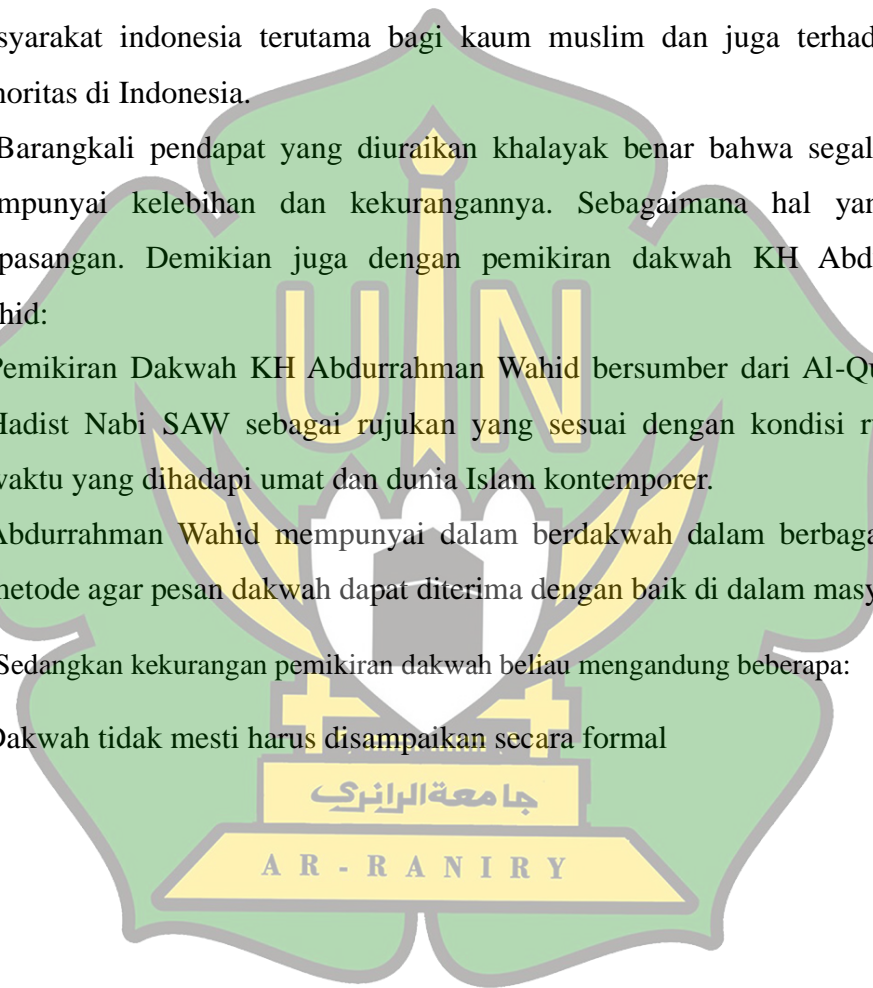 syarakat indonesia terutama bagi kaum muslim dan juga terhad
noritas di Indonesia.
Barangkali pendapat yang diuraikan khalayak benar bahwa segal
mpunyai kelebihan dan kekurangannya. Sebagaimana hal yan
pasangan. Demikian juga dengan pemikiran dakwah KH Abd
hid:
Pemikiran Dakwah KH Abdurrahman Wahid bersumber dari Al-Qu
Hadist Nabi SAW sebagai rujukan yang sesuai dengan kondisi r
waktu yang dihadapi umat dan dunia Islam kontemporer.
Abdurrahman Wahid mempunyai dalam berdakwah dalam berbaga
metode agar pesan dakwah dapat diterima dengan baik di dalam masy
Sedangkan kekurangan pemikiran dakwah beliau mengandung beberapa:
Dakwah tidak mesti harus disampaikan secara formal
UIN
جامعةالرانري
AR-RANIRY